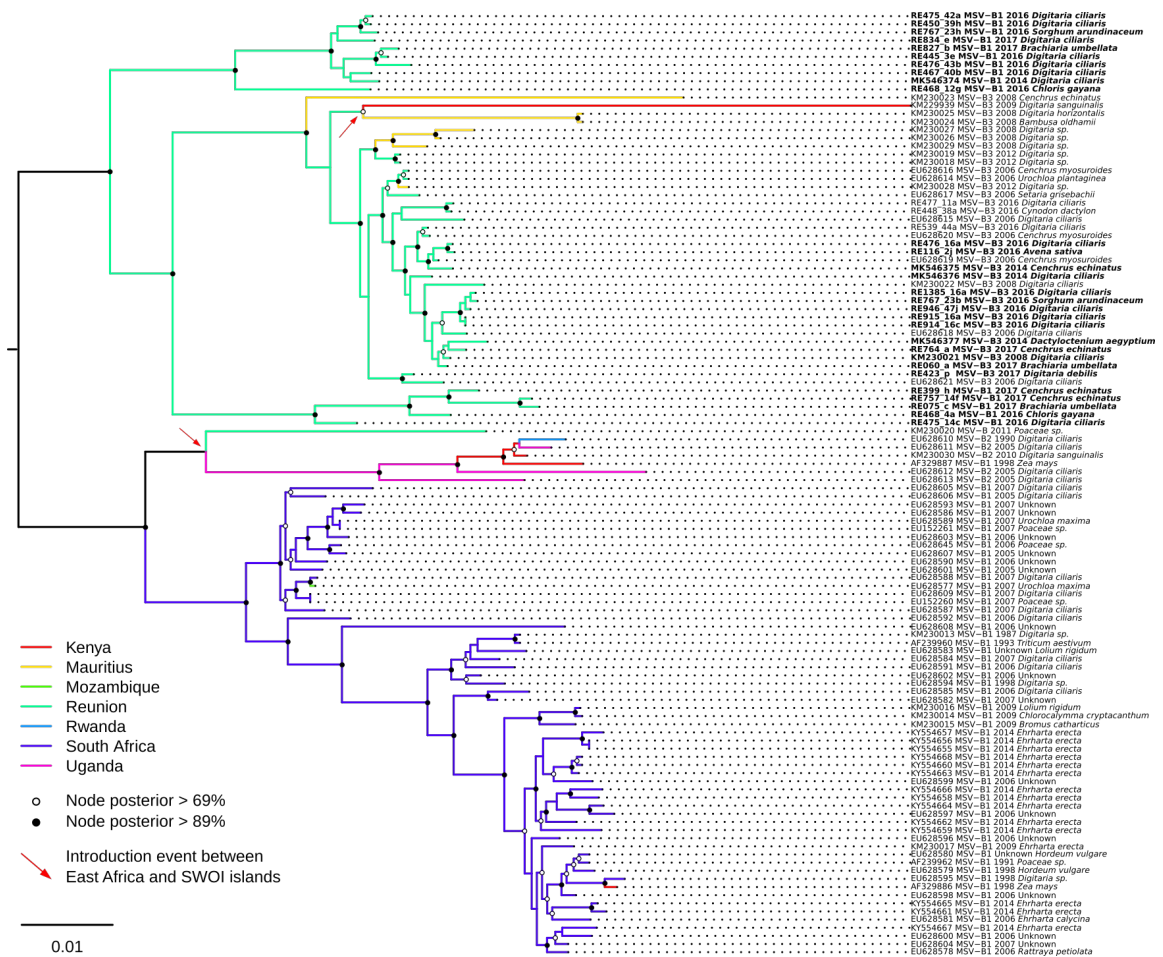 RE475_42a MSV−B1 2016 Digitaria ciliaris
RE450_39h MSV−B1 2016 Digitaria ciliaris
RE767_23h MSV−B1 2016 Sorghum arundinaceum
RE834_e MSV−B1 2017 Digitaria ciliaris
RE827_b MSV−B1 2017 Brachiaria umbellata
RE445_3e MSV−B1 2016 Digitaria ciliaris
RE476_43b MSV−B1 2016 Digitaria ciliaris
RE467_40b MSV−B1 2016 Digitaria ciliaris
MK546374 MSV−B1 2014 Digitaria ciliaris
RE468_12g MSV−B1 2016 Chloris gayana
KM230023 MSV−B3 2008 Cenchrus echinatus
KM229939 MSV−B3 2009 Digitaria sanguinalis
KM230025 MSV−B3 2008 Digitaria horizontalis
KM230024 MSV−B3 2008 Bambusa oldhamii
KM230027 MSV−B3 2008 Digitaria sp.
KM230026 MSV−B3 2008 Digitaria sp.
KM230029 MSV−B3 2008 Digitaria sp.
KM230019 MSV−B3 2012 Digitaria sp.
KM230018 MSV−B3 2012 Digitaria sp.
EU628616 MSV−B3 2006 Cenchrus myosuroides
EU628614 MSV−B3 2006 Urochloa plantaginea
KM230028 MSV−B3 2012 Digitaria sp.
EU628617 MSV−B3 2006 Setaria grisebachii
RE477_11a MSV−B3 2016 Digitaria ciliaris
RE448_38a MSV−B3 2016 Cynodon dactylon
EU628615 MSV−B3 2006 Digitaria ciliaris
RE539_44a MSV−B3 2016 Digitaria ciliaris
EU628620 MSV−B3 2006 Cenchrus myosuroides
RE476_16a MSV−B3 2016 Digitaria ciliaris
RE116_2j MSV−B3 2016 Avena sativa
EU628619 MSV−B3 2006 Cenchrus myosuroides
MK546375 MSV−B3 2014 Cenchrus echinatus
MK546376 MSV−B3 2014 Digitaria ciliaris
KM230022 MSV−B3 2008 Digitaria ciliaris
RE1385_16a MSV−B3 2016 Digitaria ciliaris
RE767_23b MSV−B3 2016 Sorghum arundinaceum
RE946_47j MSV−B3 2016 Digitaria ciliaris
RE915_16a MSV−B3 2016 Digitaria ciliaris
RE914_16c MSV−B3 2016 Digitaria ciliaris
EU628618 MSV−B3 2006 Digitaria ciliaris
MK546377 MSV−B3 2014 Dactyloctenium aegyptium
RE764_a MSV−B3 2017 Cenchrus echinatus
KM230021 MSV−B3 2008 Digitaria ciliaris
RE060_a MSV−B3 2017 Brachiaria umbellata
RE423_p MSV−B3 2017 Digitaria debilis
EU628621 MSV−B3 2006 Digitaria ciliaris
RE399_h MSV−B1 2017 Cenchrus echinatus
RE757_14f MSV−B1 2017 Cenchrus echinatus
RE075_c MSV−B1 2017 Brachiaria umbellata
RE468_4a MSV−B1 2016 Chloris gayana
RE475_14c MSV−B1 2016 Digitaria ciliaris
KM230020 MSV−B 2011 Poaceae sp.
EU628610 MSV−B2 1990 Digitaria ciliaris
EU628611 MSV−B2 2005 Digitaria ciliaris
KM230030 MSV−B2 2010 Digitaria sanguinalis
AF329887 MSV−B1 1998 Zea mays
EU628612 MSV−B2 2005 Digitaria ciliaris
EU628613 MSV−B2 2005 Digitaria ciliaris
EU628605 MSV−B1 2007 Digitaria ciliaris
EU628606 MSV−B1 2005 Digitaria ciliaris
EU628593 MSV−B1 2007 Unknown
EU628586 MSV−B1 2007 Unknown
EU628589 MSV−B1 2007 Urochloa maxima
EU152261 MSV−B1 2007 Poaceae sp.
EU628603 MSV−B1 2006 Unknown
EU628645 MSV−B1 2006 Poaceae sp.
EU628607 MSV−B1 2005 Unknown
EU628590 MSV−B1 2006 Unknown
EU628601 MSV−B1 2005 Unknown
EU628588 MSV−B1 2007 Digitaria ciliaris
EU628577 MSV−B1 2007 Urochloa maxima
EU628609 MSV−B1 2007 Digitaria ciliaris
EU152260 MSV−B1 2007 Poaceae sp.
EU628587 MSV−B1 2007 Digitaria ciliaris
EU628592 MSV−B1 2006 Digitaria ciliaris
EU628608 MSV−B1 2006 Unknown
KM230013 MSV−B1 1987 Digitaria sp.
AF239960 MSV−B1 1993 Triticum aestivum
EU628583 MSV−B1 Unknown Lolium rigidum
EU628584 MSV−B1 2007 Digitaria ciliaris
EU628591 MSV−B1 2006 Digitaria ciliaris
EU628602 MSV−B1 2006 Unknown
EU628594 MSV−B1 1998 Digitaria sp.
EU628585 MSV−B1 2006 Digitaria ciliaris
EU628582 MSV−B1 2007 Unknown
KM230016 MSV−B1 2009 Lolium rigidum
KM230014 MSV−B1 2009 Chlorocalymma cryptacanthum
KM230015 MSV−B1 2009 Bromus catharticus
KY554657 MSV−B1 2014 Ehrharta erecta
KY554656 MSV−B1 2014 Ehrharta erecta
KY554655 MSV−B1 2014 Ehrharta erecta
KY554668 MSV−B1 2014 Ehrharta erecta
KY554660 MSV−B1 2014 Ehrharta erecta
KY554663 MSV−B1 2014 Ehrharta erecta
EU628599 MSV−B1 2006 Unknown
KY554666 MSV−B1 2014 Ehrharta erecta
KY554658 MSV−B1 2014 Ehrharta erecta
KY554664 MSV−B1 2014 Ehrharta erecta
EU628597 MSV−B1 2006 Unknown
KY554662 MSV−B1 2014 Ehrharta erecta
KY554659 MSV−B1 2014 Ehrharta erecta
EU628596 MSV−B1 2006 Unknown
KM230017 MSV−B1 2009 Ehrharta erecta
EU628580 MSV−B1 Unknown Hordeum vulgare
AF239962 MSV−B1 1991 Poaceae sp.
EU628579 MSV−B1 1998 Hordeum vulgare
EU628595 MSV−B1 1998 Digitaria sp.
AF329886 MSV−B1 1998 Zea mays
EU628598 MSV−B1 2006 Unknown
KY554665 MSV−B1 2014 Ehrharta erecta
KY554661 MSV−B1 2014 Ehrharta erecta
EU628581 MSV−B1 2006 Ehrharta calycina
KY554667 MSV−B1 2014 Ehrharta erecta
EU628600 MSV−B1 2006 Unknown
EU628604 MSV−B1 2007 Unknown
EU628578 MSV−B1 2006 Rattraya petiolata
Kenya
Mauritius
Mozambique
Reunion
Rwanda
South Africa
Uganda
Node posterior > 69%
Node posterior > 89%
Introduction event between
East Africa and SWOI islands
0.01